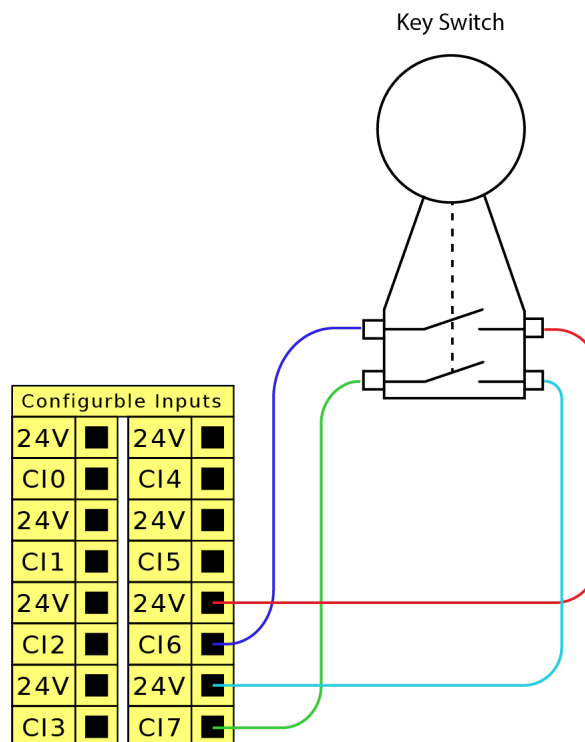 Key Switch
Configurble Inputs
24V 24V
CI0 CI4
24V 24V
CI1 CI5
24V 24V
CI2 CI6
24V 24V
CI3 CI7